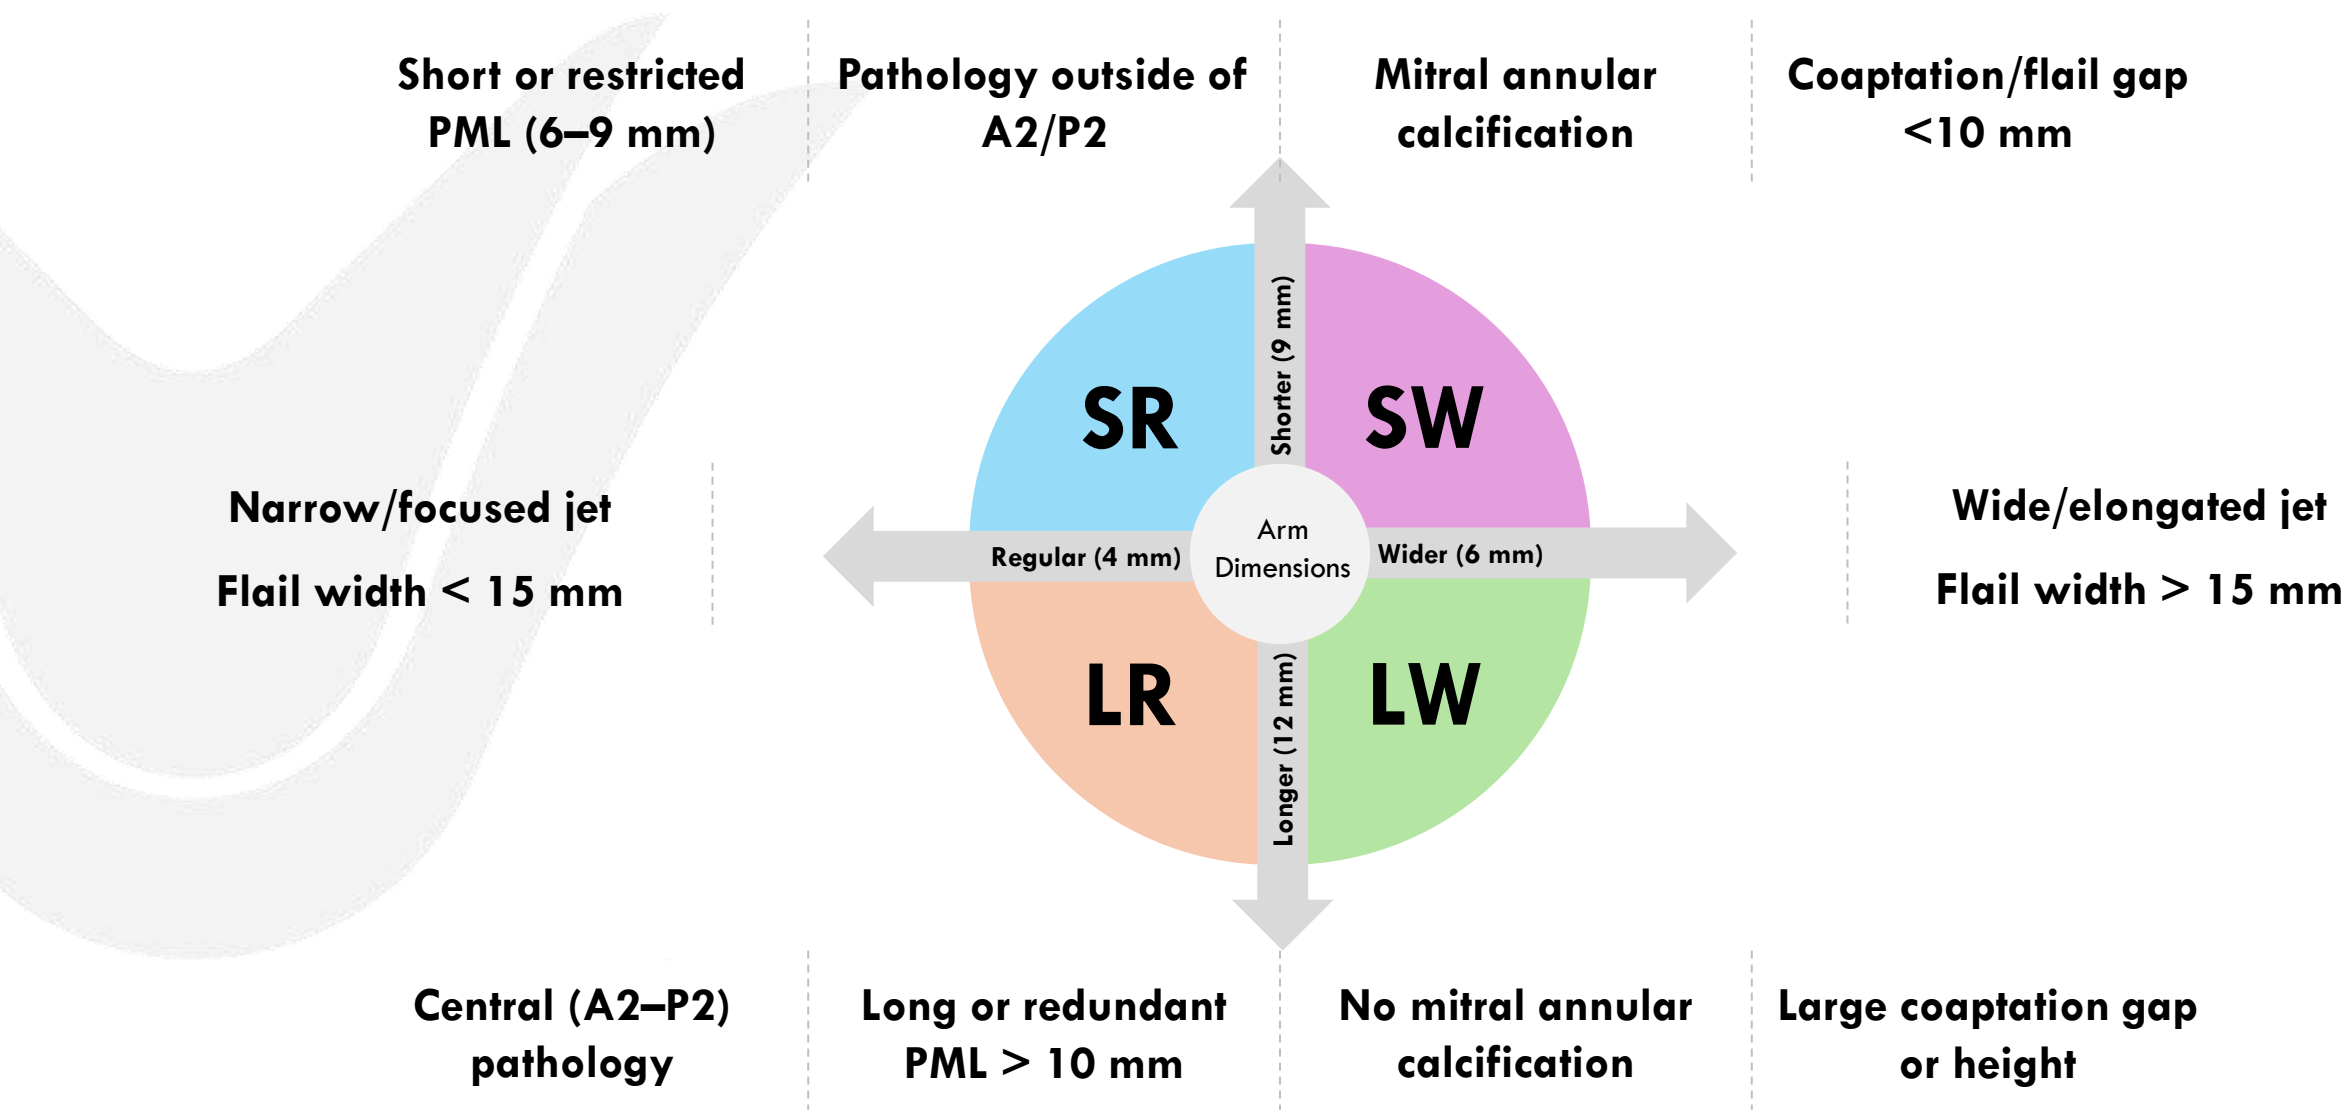 Short or restricted
PML (6–9 mm)
Pathology outside of
A2/P2
Mitral annular
calcification
Coaptation/flail gap
<10 mm
Shorter (9 mm)
SR
SW
Narrow/focused jet
Flail width < 15 mm
Regular (4 mm)
Arm
Dimensions
Wider (6 mm)
Wide/elongated jet
Flail width > 15 mm
LR
LW
Longer (12 mm)
Central (A2–P2)
pathology
Long or redundant
PML > 10 mm
No mitral annular
calcification
Large coaptation gap
or height